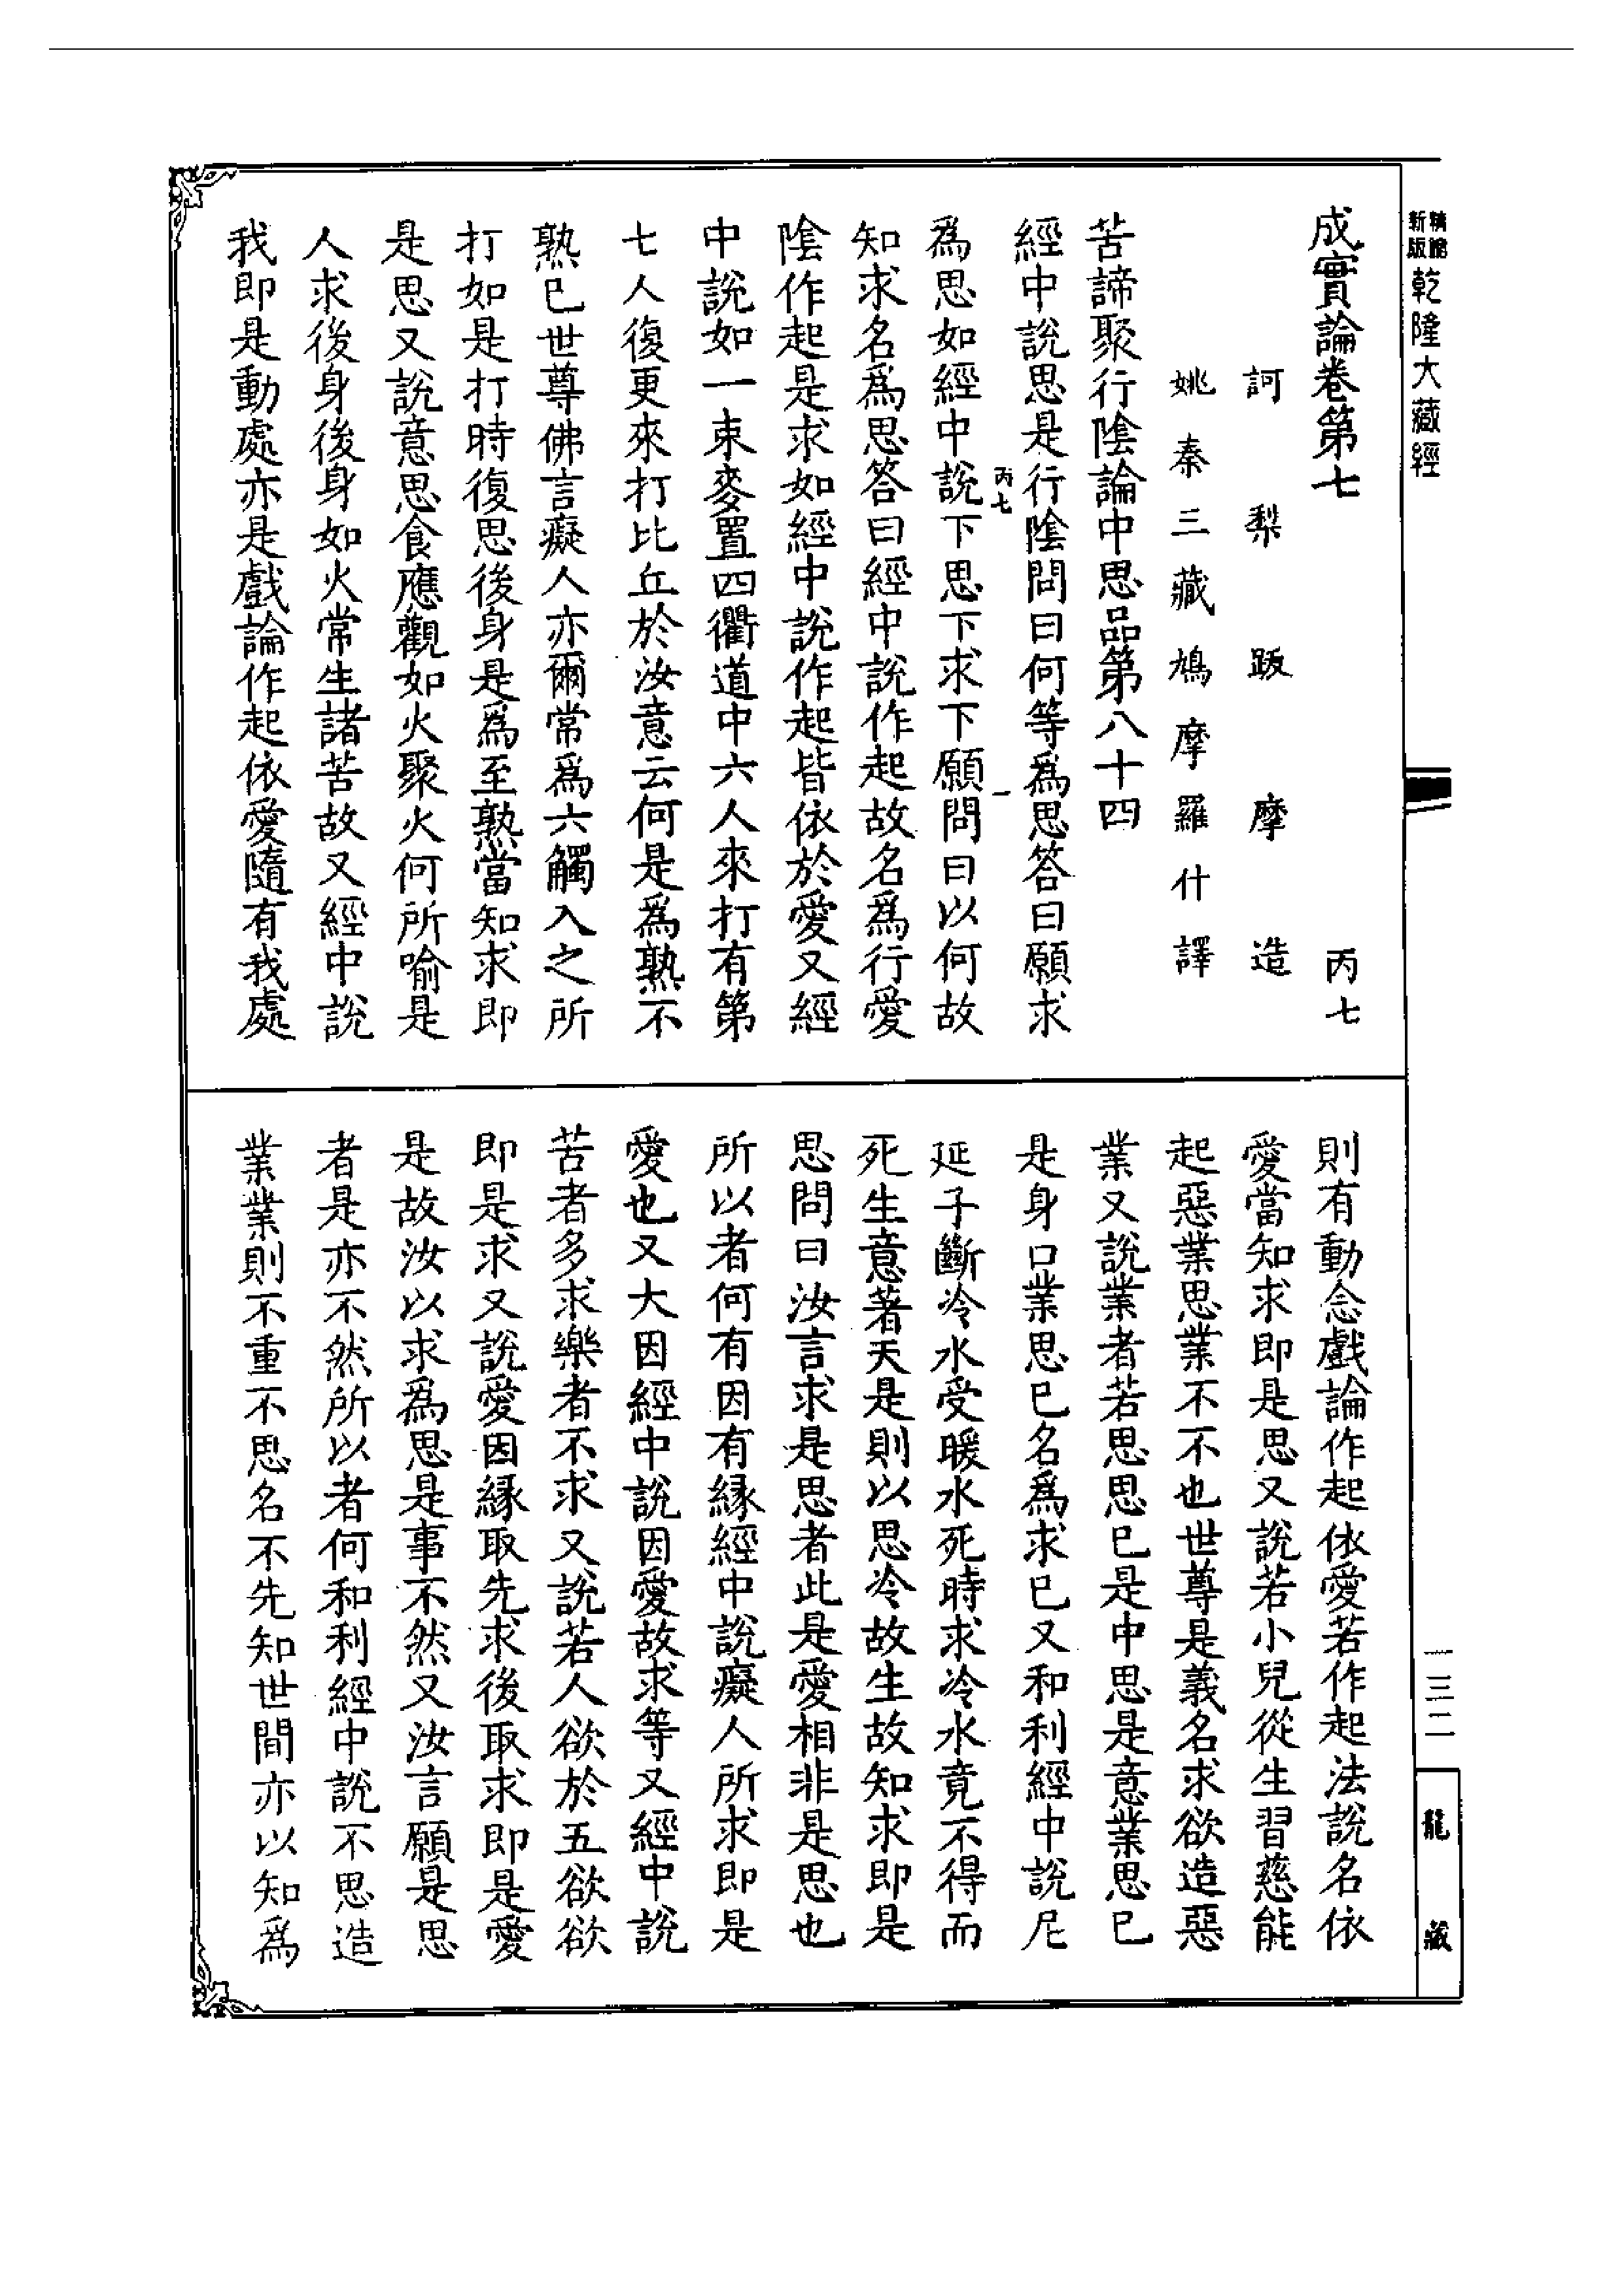 新版
精縮
乾隆大藏經
成實論卷第七 丙七
訶梨跋摩造
姚秦三藏鳩摩羅什譯
苦諦聚行陰論中思品第八十四
經中說思是行陰問曰何等為思答曰願求
丙七 一
為思如經中說下思下求下願問曰以何故
知求名為思答曰經中說作起故名為行愛
陰作起是求如經中說作起皆依於愛又經
中說如一束麥置四衢道中六人來打有第
七人復更來打比丘於汝意云何是為熟不
熟已世尊佛言癡人亦爾常為六觸入之所
打如是打時復思後身是為至熟當知求即
是思又說意思食應觀如火聚火何所喻是
人求後身後身如火常生諸苦故又經中說
我即是動處亦是戲論作起依愛隨有我處
則有動念戲論作起依愛若作起法說名依
愛當知求即是思又說若小兒從生習慈能
起惡業思業不不也世尊是義名求欲造惡
業又說業者若思思已是中思是意業思已
是身口業思已名為求已又和利經中說尼
延子斷冷水受暖水死時求冷水竟不得而
死生意著天是則以思冷故生故知求即是
思問曰汝言求是思者此是愛相非是思也
所以者何有因有緣經中說癡人所求即是
愛也又大因經中說因愛故求等又經中說
苦者多求樂者不求又說若人欲於五欲欲
即是求又說愛因緣取先求後取求即是愛
是故汝以求為思是事不然又汝言願是思
者是亦不然所以者何和利經中說不思造
業業則不重不思名不先知世間亦以知為
一三二
龍藏